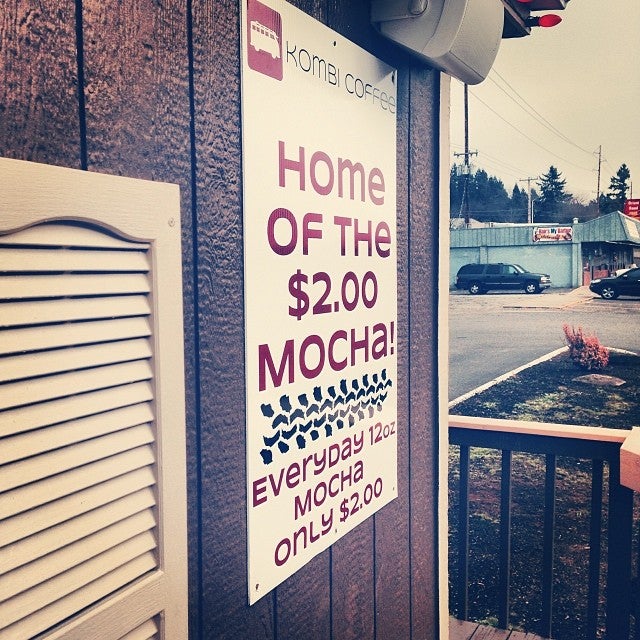 KOMBI COFFEE
HOME
OF THE
$2.00
MOCHA!
EVERYDAY 12oz
MOCHA
ONLY $2.00